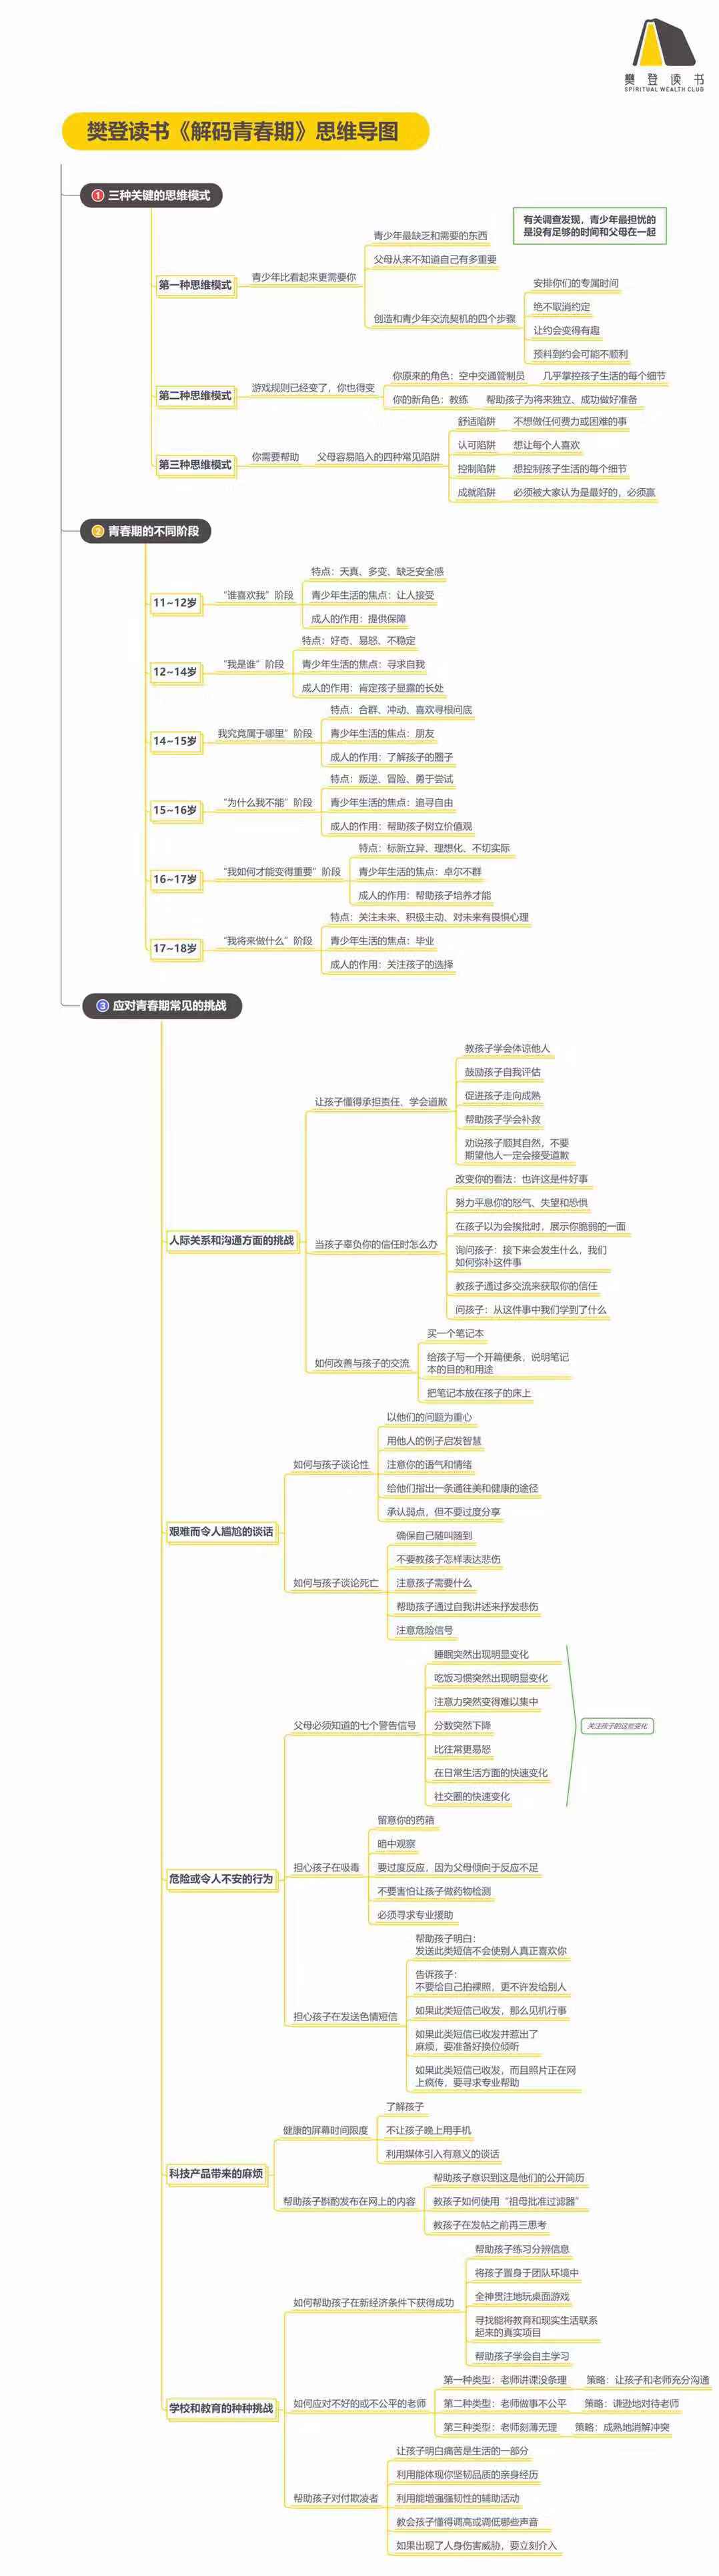 樊登读书
SPIRITUAL WEALTH CLUB
樊登读书《解码青春期》思维导图
① 三种关键的思维模式
有关调查发现，青少年最担忧的
是没有足够的时间和父母在一起
第一种思维模式
青少年比看起来更需要你
青少年最缺乏和需要的东西
父母从来不知道自己有多重要
创造和青少年交流契机的四个步骤
安排你们的专属时间
绝不取消约定
让约会变得有趣
预料到约会可能不顺利
第二种思维模式
游戏规则已经变了，你也得变
你原来的角色：空中交通管制员
几乎掌控孩子生活的每个细节
你的新角色：教练
帮助孩子为将来独立、成功做好准备
第三种思维模式
你需要帮助
父母容易陷入的四种常见陷阱
舒适陷阱
不想做任何费力或困难的事
认可陷阱
想让每个人喜欢
控制陷阱
想控制孩子生活的每个细节
成就陷阱
必须被大家认为是最好的，必须赢
② 青春期的不同阶段
11~12岁
“谁喜欢我”阶段
特点：天真、多变、缺乏安全感
青少年生活的焦点：让人接受
成人的作用：提供保障
12~14岁
“我是谁”阶段
特点：好奇、易怒、不稳定
青少年生活的焦点：寻求自我
成人的作用：肯定孩子显露的长处
14~15岁
我究竟属于哪里”阶段
特点：合群、冲动、喜欢寻根问底
青少年生活的焦点：朋友
成人的作用：了解孩子的圈子
15~16岁
“为什么我不能”阶段
特点：叛逆、冒险、勇于尝试
青少年生活的焦点：追寻自由
成人的作用：帮助孩子树立价值观
16~17岁
“我如何才能变得重要”阶段
特点：标新立异、理想化、不切实际
青少年生活的焦点：卓尔不群
成人的作用：帮助孩子培养才能
17~18岁
“我将来做什么”阶段
特点：关注未来、积极主动、对未来有畏惧心理
青少年生活的焦点：毕业
成人的作用：关注孩子的选择
③ 应对青春期常见的挑战
人际关系和沟通方面的挑战
让孩子懂得承担责任、学会道歉
教孩子学会体谅他人
鼓励孩子自我评估
促进孩子走向成熟
帮助孩子学会补救
劝说孩子顺其自然，不要
期望他人一定会接受道歉
当孩子辜负你的信任时怎么办
改变你的看法：也许这是件好事
努力平息你的怒气、失望和恐惧
在孩子以为会挨批时，展示你脆弱的一面
询问孩子：接下来会发生什么，我们
如何弥补这件事
教孩子通过多交流来获取你的信任
问孩子：从这件事中我们学到了什么
如何改善与孩子的交流
买一个笔记本
给孩子写一个开篇便条，说明笔记
本的目的和用途
把笔记本放在孩子的床上
艰难而令人尴尬的谈话
如何与孩子谈论性
以他们的问题为重心
用他人的例子启发智慧
注意你的语气和情绪
给他们指出一条通往美和健康的途径
承认弱点，但不要过度分享
如何与孩子谈论死亡
确保自己随叫随到
不要教孩子怎样表达悲伤
注意孩子需要什么
帮助孩子通过自我讲述来抒发悲伤
注意危险信号
危险或令人不安的行为
父母必须知道的七个警告信号
睡眠突然出现明显变化
吃饭习惯突然出现明显变化
注意力突然变得难以集中
分数突然下降
比往常更易怒
在日常生活方面的快速变化
社交圈的快速变化
关注孩子的这些变化
担心孩子在吸毒
留意你的药箱
暗中观察
要过度反应，因为父母倾向于反应不足
不要害怕让孩子做药物检测
必须寻求专业援助
担心孩子在发送色情短信
帮助孩子明白：
发送此类短信不会使别人真正喜欢你
告诉孩子：
不要给自己拍裸照，更不许发给别人
如果此类短信已收发，那么见机行事
如果此类短信已收发并惹出了
麻烦，要准备好换位倾听
如果此类短信已收发，而且照片正在网
上疯传，要寻求专业帮助
科技产品带来的麻烦
健康的屏幕时间限度
了解孩子
不让孩子晚上用手机
利用媒体引入有意义的谈话
帮助孩子斟酌发布在网上的内容
帮助孩子意识到这是他们的公开简历
教孩子如何使用“祖母批准过滤器”
教孩子在发帖之前再三思考
学校和教育的种种挑战
如何帮助孩子在新经济条件下获得成功
帮助孩子练习分辨信息
将孩子置身于团队环境中
全神贯注地玩桌面游戏
寻找能将教育和现实生活联系
起来的真实项目
帮助孩子学会自主学习
如何应对不好的或不公平的老师
第一种类型：老师讲课没条理
策略：让孩子和老师充分沟通
第二种类型：老师做事不公平
策略：谦逊地对待老师
第三种类型：老师刻薄无理
策略：成熟地消解冲突
帮助孩子对付欺凌者
让孩子明白痛苦是生活的一部分
利用能体现你坚韧品质的亲身经历
利用能增强韧性的辅助活动
教会孩子懂得调高或调低哪些声音
如果出现了人身伤害威胁，要立刻介入